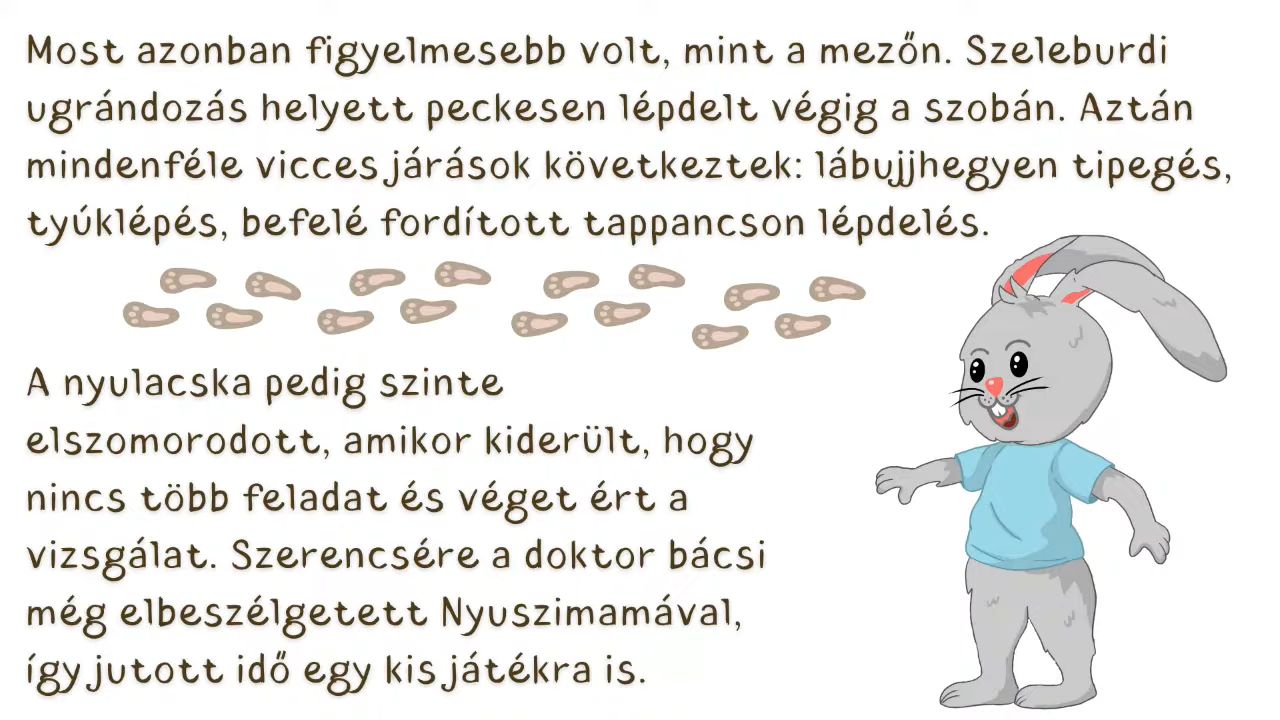 Most azonban figyelmesebb volt, mint a mezőn. Szeleburdi
ugrándozás helyett peckesen lépdelt végig a szobán. Aztán
mindenféle vicces járások következtek: lábujjhegyen tipegés,
tyúklépés, befelé fordított tappancson lépdelés.
A nyulacska pedig szinte
elszomorodott, amikor kiderült, hogy
nincs több feladat és véget ért a
vizsgálat. Szerencsére a doktor bácsi
még elbeszélgetett Nyuszimamával,
így jutott idő egy kis játékra is.